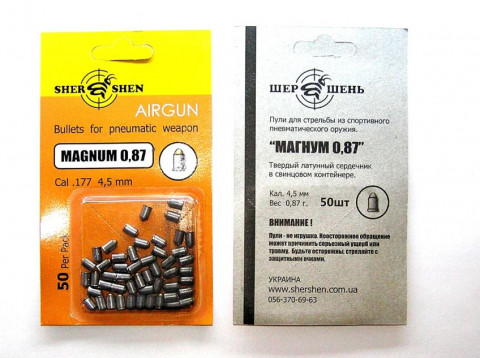 SHER SHEN
AIRGUN
Bullets for pneumatic weapon
MAGNUM 0,87
Cal .177 4,5 mm
50 Per Pack
ШЕР ШЕНЬ
Пули для стрельбы из спортивного
пневматического оружия.
"МАГНУМ 0,87"
Твердый латунный сердечник
в свинцовом контейнере.
Кал. 4,5 мм
Вес 0,87 г.
50шт
ВНИМАНИЕ !
Пули - не игрушка. Неосторожное обращение
может причинить серьезный ущерб или
травму. Будьте осторожны: стреляйте с
защитными очками.
УКРАИНА
www.shershen.com.ua
056-370-69-63